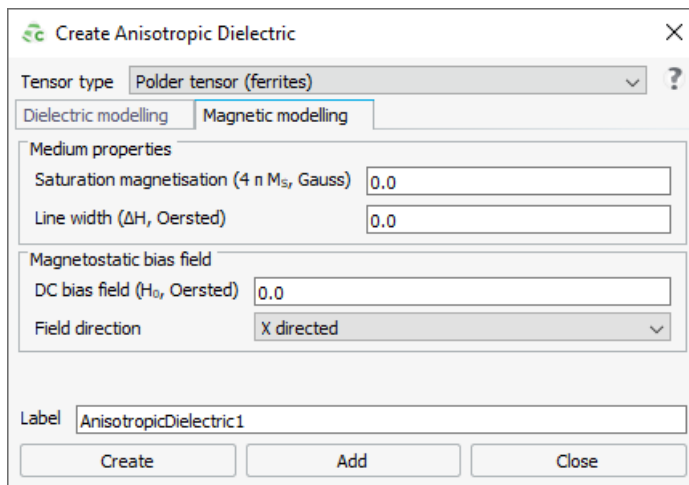 Create Anisotropic Dielectric
Tensor type Polder tensor (ferrites) ?
Dielectric modelling Magnetic modelling
Medium properties
Saturation magnetisation (4 π Mₛ, Gauss) 0.0
Line width (ΔH, Oersted) 0.0
Magnetostatic bias field
DC bias field (H₀, Oersted) 0.0
Field direction X directed
Label AnisotropicDielectric1
Create Add Close